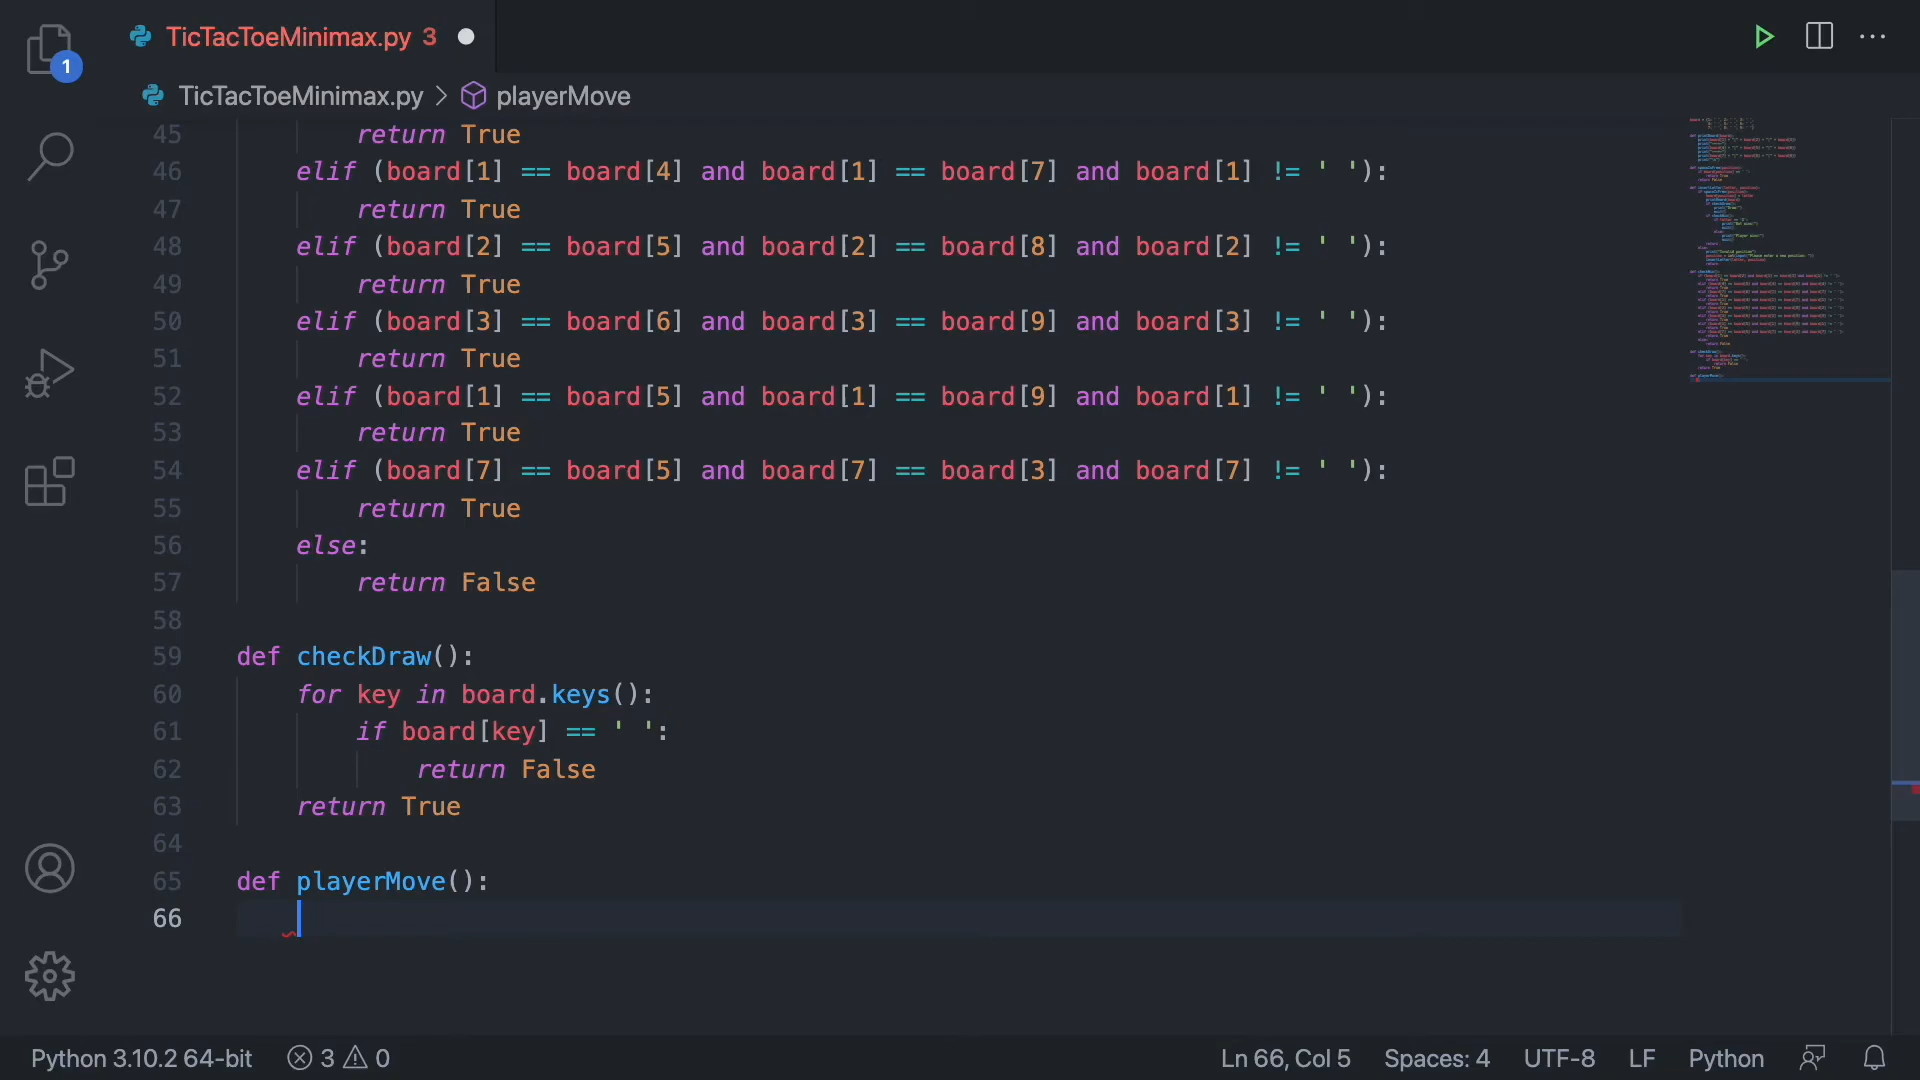 TicTacToeMinimax.py 3
1
TicTacToeMinimax.py > playerMove
45 return True
46 elif (board[1] == board[4] and board[1] == board[7] and board[1] != ' '):
47 return True
48 elif (board[2] == board[5] and board[2] == board[8] and board[2] != ' '):
49 return True
50 elif (board[3] == board[6] and board[3] == board[9] and board[3] != ' '):
51 return True
52 elif (board[1] == board[5] and board[1] == board[9] and board[1] != ' '):
53 return True
54 elif (board[7] == board[5] and board[7] == board[3] and board[7] != ' '):
55 return True
56 else:
57 return False
58
59 def checkDraw():
60 for key in board.keys():
61 if board[key] == ' ':
62 return False
63 return True
64
65 def playerMove():
66
Python 3.10.2 64-bit 3 0 Ln 66, Col 5 Spaces: 4 UTF-8 LF Python